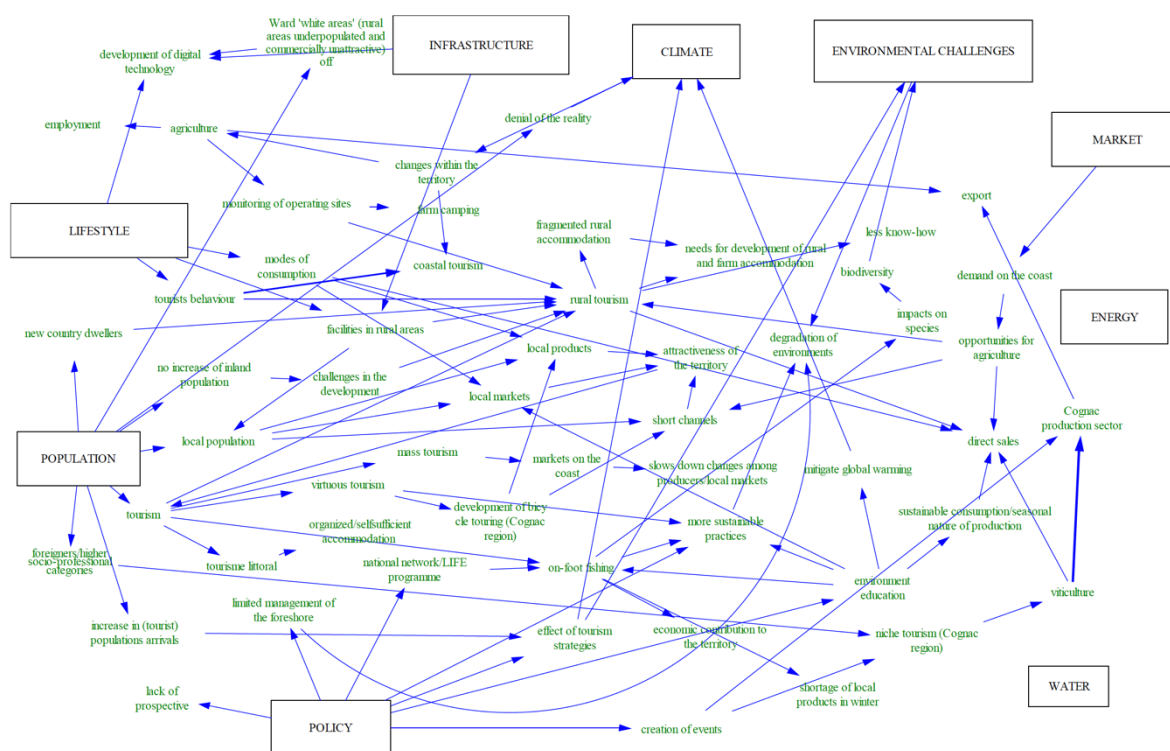 Ward 'white areas' (rural
areas underpopulated and
commercially unattractive)
off
INFRASTRUCTURE
CLIMATE
ENVIRONMENTAL CHALLENGES
development of digital
technology
employment
agriculture
denial of the reality
MARKET
changes within the
territory
monitoring of operating sites
farm camping
export
LIFESTYLE
fragmented rural
accommodation
less know-how
modes of
consumption
coastal tourism
needs for development of rural
and farm accommodation
biodiversity
demand on the coast
tourists behaviour
rural tourism
ENERGY
new country dwellers
facilities in rural areas
impacts on
species
local products
attractiveness of
the territory
degradation of
environments
opportunities for
agriculture
no increase of inland
population
challenges in the
development
local markets
short channels
Cognac
production sector
local population
direct sales
POPULATION
mass tourism
markets on the
coast
slows down changes among
producers local markets
mitigate global warming
virtuous tourism
tourism
development of bicy
cle touring (Cognac
region)
more sustainable
practices
sustainable consumption/seasonal
nature of production
organized/selfsufficient
accommodation
foreigners/higher
socio-professional
categories
tourisme littoral
national network/LIFE
programme
on-foot fishing
environment
education
viticulture
limited management of
the foreshore
increase in (tourist)
populations arrivals
effect of tourism
strategies
economic contribution to
the territory
niche tourism (Cognac
region)
lack of
prospective
shortage of local
products in winter
WATER
POLICY
creation of events